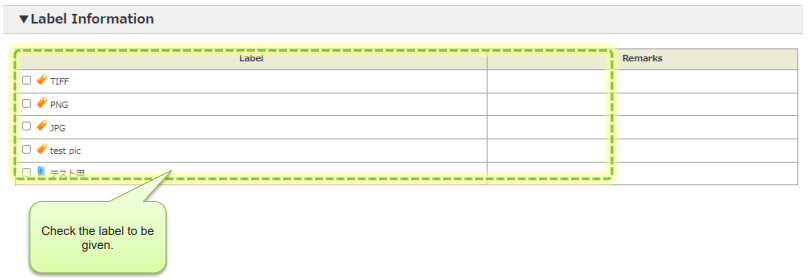 ▼Label Information
Label Remarks
TIFF
PNG
JPG
test pic
テスト用
Check the label to be
given.